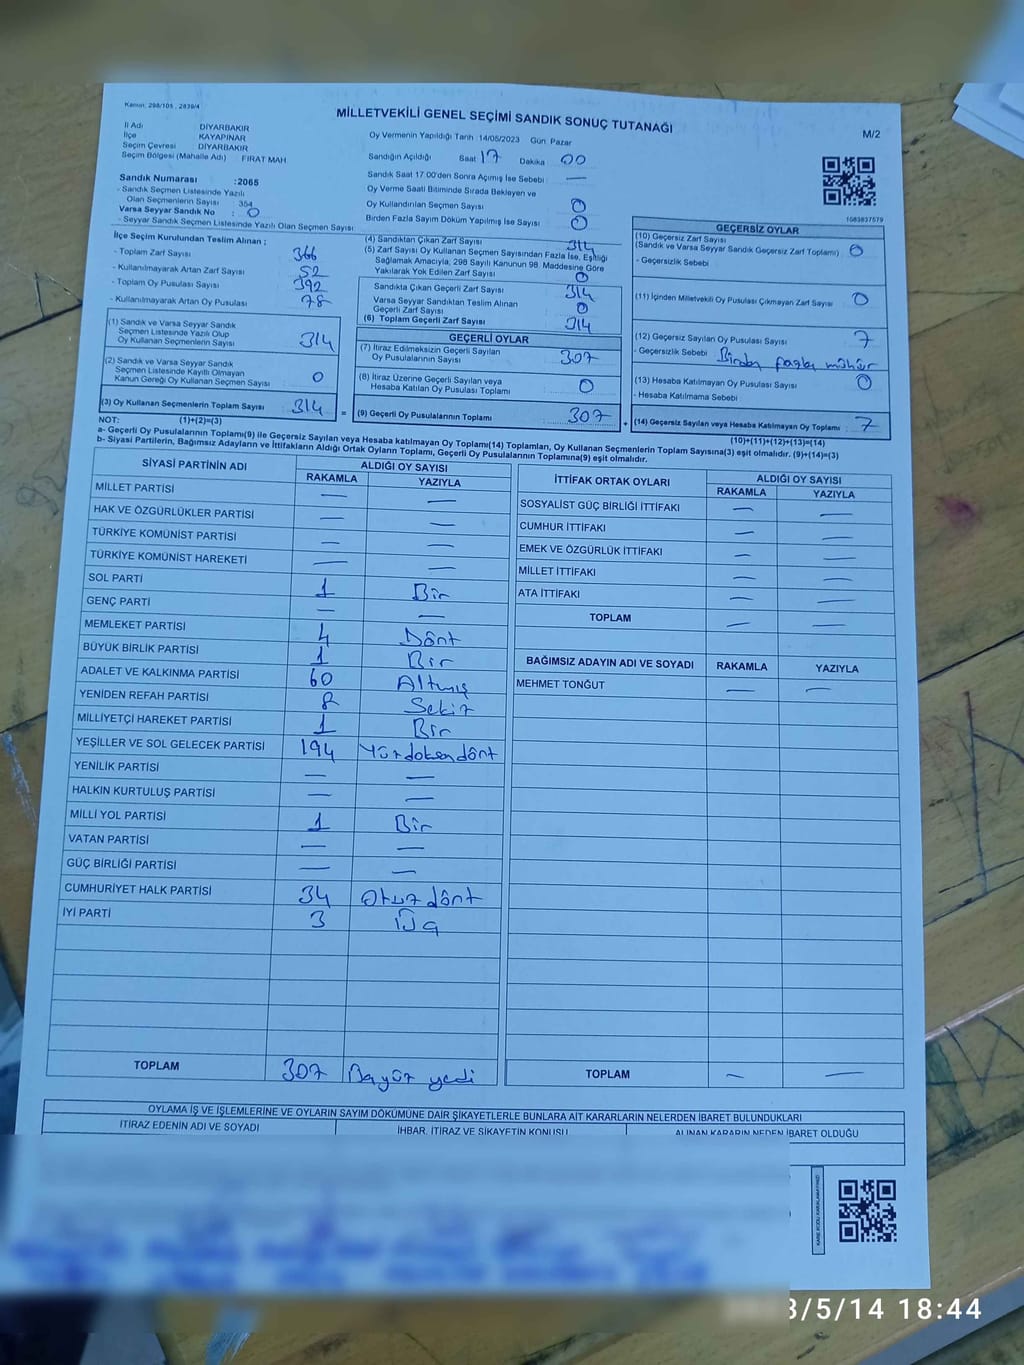 Kanun: 298/105 , 2839/4
MİLLETVEKİLİ GENEL SEÇİMİ SANDIK SONUÇ TUTANAĞI
M/2
İl Adı DİYARBAKIR
İlçe KAYAPINAR
Seçim Çevresi DİYARBAKIR
Seçim Bölgesi (Mahalle Adı) FIRAT MAH
Sandık Numarası :2065
- Sandık Seçmen Listesinde Yazılı
Olan Seçmenlerin Sayısı : 354
Varsa Seyyar Sandık No : 0
- Seyyar Sandık Seçmen Listesinde Yazılı Olan Seçmen Sayısı
Oy Vermenin Yapıldığı Tarih 14/05/2023 Gün Pazar
Sandığın Açıldığı Saat 17 Dakika 00
Sandık Saat 17:00'den Sonra Açımış İse Sebebi : —
Oy Verme Saati Bitiminde Sırada Bekleyen ve
Oy Kullandırılan Seçmen Sayısı : 0
Birden Fazla Sayım Döküm Yapılmış İse Sayısı : 0
1683837579
İlçe Seçim Kurulundan Teslim Alınan ;
- Toplam Zarf Sayısı : 366
- Kullanılmayarak Artan Zarf Sayısı : 52
- Toplam Oy Pusulası Sayısı : 392
- Kullanılmayarak Artan Oy Pusulası : 78
(1) Sandık ve Varsa Seyyar Sandık
Seçmen Listesinde Yazılı Olup
Oy Kullanan Seçmenlerin Sayısı : 314
(2) Sandık ve Varsa Seyyar Sandık
Seçmen Listesinde Kayıtlı Olmayan
Kanun Gereği Oy Kullanan Seçmen Sayısı : 0
(3) Oy Kullanan Seçmenlerin Toplam Sayısı : 314
(4) Sandıktan Çıkan Zarf Sayısı : 314
(5) Zarf Sayısı Oy Kullanan Seçmen Sayısından Fazla İse, Eşitliği
Sağlamak Amacıyla, 298 Sayılı Kanunun 98. Maddesine Göre
Yakılarak Yok Edilen Zarf Sayısı : 0
Sandıkta Çıkan Geçerli Zarf Sayısı : 314
Varsa Seyyar Sandıktan Teslim Alınan
Geçerli Zarf Sayısı : 0
(6) Toplam Geçerli Zarf Sayısı : 314
GEÇERLİ OYLAR
(7) İtiraz Edilmeksizin Geçerli Sayılan
Oy Pusulalarının Sayısı : 307
(8) İtiraz Üzerine Geçerli Sayılan veya
Hesaba Katılan Oy Pusulası Toplamı : 0
= (9) Geçerli Oy Pusulalarının Toplamı : 307
GEÇERSİZ OYLAR
(10) Geçersiz Zarf Sayısı
(Sandık ve Varsa Seyyar Sandık Geçersiz Zarf Toplamı) : 0
- Geçersizlik Sebebi
(11) İçinden Milletvekili Oy Pusulası Çıkmayan Zarf Sayısı : 0
(12) Geçersiz Sayılan Oy Pusulası Sayısı : 7
- Geçersizlik Sebebi Birden fazla mühür
(13) Hesaba Katılmayan Oy Pusulası Sayısı : 0
- Hesaba Katılmama Sebebi
+ (14) Geçersiz Sayılan veya Hesaba Katılmayan Oy Toplamı : 7
NOT: (1)+(2)=(3)
(10)+(11)+(12)+(13)=(14)
a- Geçerli Oy Pusulaları Toplamı(9) ile Geçersiz Sayılan veya Hesaba katılmayan Oy Toplamı(14) Toplamları, Oy Kullanan Seçmenlerin Toplam Sayısına(3) eşit olmalıdır. (9)+(14)=(3)
b- Siyasi Partilerin, Bağımsız Adayların ve İttifakların Aldığı Ortak Oyların Toplamı, Geçerli Oy Pusulalarının Toplamına(9) eşit olmalıdır.
SİYASİ PARTİNİN ADI ALDIĞI OY SAYISI
RAKAMLA YAZIYLA
MİLLET PARTİSİ — —
HAK VE ÖZGÜRLÜKLER PARTİSİ — —
TÜRKİYE KOMÜNİST PARTİSİ — —
TÜRKİYE KOMÜNİST HAREKETİ — —
SOL PARTİ 1 Bir
GENÇ PARTİ — —
MEMLEKET PARTİSİ 4 Dört
BÜYÜK BİRLİK PARTİSİ 1 Bir
ADALET VE KALKINMA PARTİSİ 60 Altmış
YENİDEN REFAH PARTİSİ 8 Sekiz
MİLLİYETÇİ HAREKET PARTİSİ 1 Bir
YEŞİLLER VE SOL GELECEK PARTİSİ 194 Yüzdoksandört
YENİLİK PARTİSİ — —
HALKIN KURTULUŞ PARTİSİ — —
MİLLİ YOL PARTİSİ 1 Bir
VATAN PARTİSİ — —
GÜÇ BİRLİĞİ PARTİSİ — —
CUMHURİYET HALK PARTİSİ 34 Otuz dört
İYİ PARTİ 3 Üç
TOPLAM 307 üçyüz yedi
İTTİFAK ORTAK OYLARI ALDIĞI OY SAYISI
RAKAMLA YAZIYLA
SOSYALİST GÜÇ BİRLİĞİ İTTİFAKI — —
CUMHUR İTTİFAKI — —
EMEK VE ÖZGÜRLÜK İTTİFAKI — —
MİLLET İTTİFAKI — —
ATA İTTİFAKI — —
TOPLAM — —
BAĞIMSIZ ADAYIN ADI VE SOYADI RAKAMLA YAZIYLA
MEHMET TONĞUT — —
TOPLAM — —
OYLAMA İŞ VE İŞLEMLERİNE VE OYLARIN SAYIM DÖKÜMÜNE DAİR ŞİKAYETLERLE BUNLARA AİT KARARLARIN NELERDEN İBARET BULUNDUKLARI
İTİRAZ EDENİN ADI VE SOYADI İHBAR, İTİRAZ VE ŞİKAYETİN KONUSU ALINAN KARARIN NEDEN İBARET OLDUĞU
3/5/14 18:44